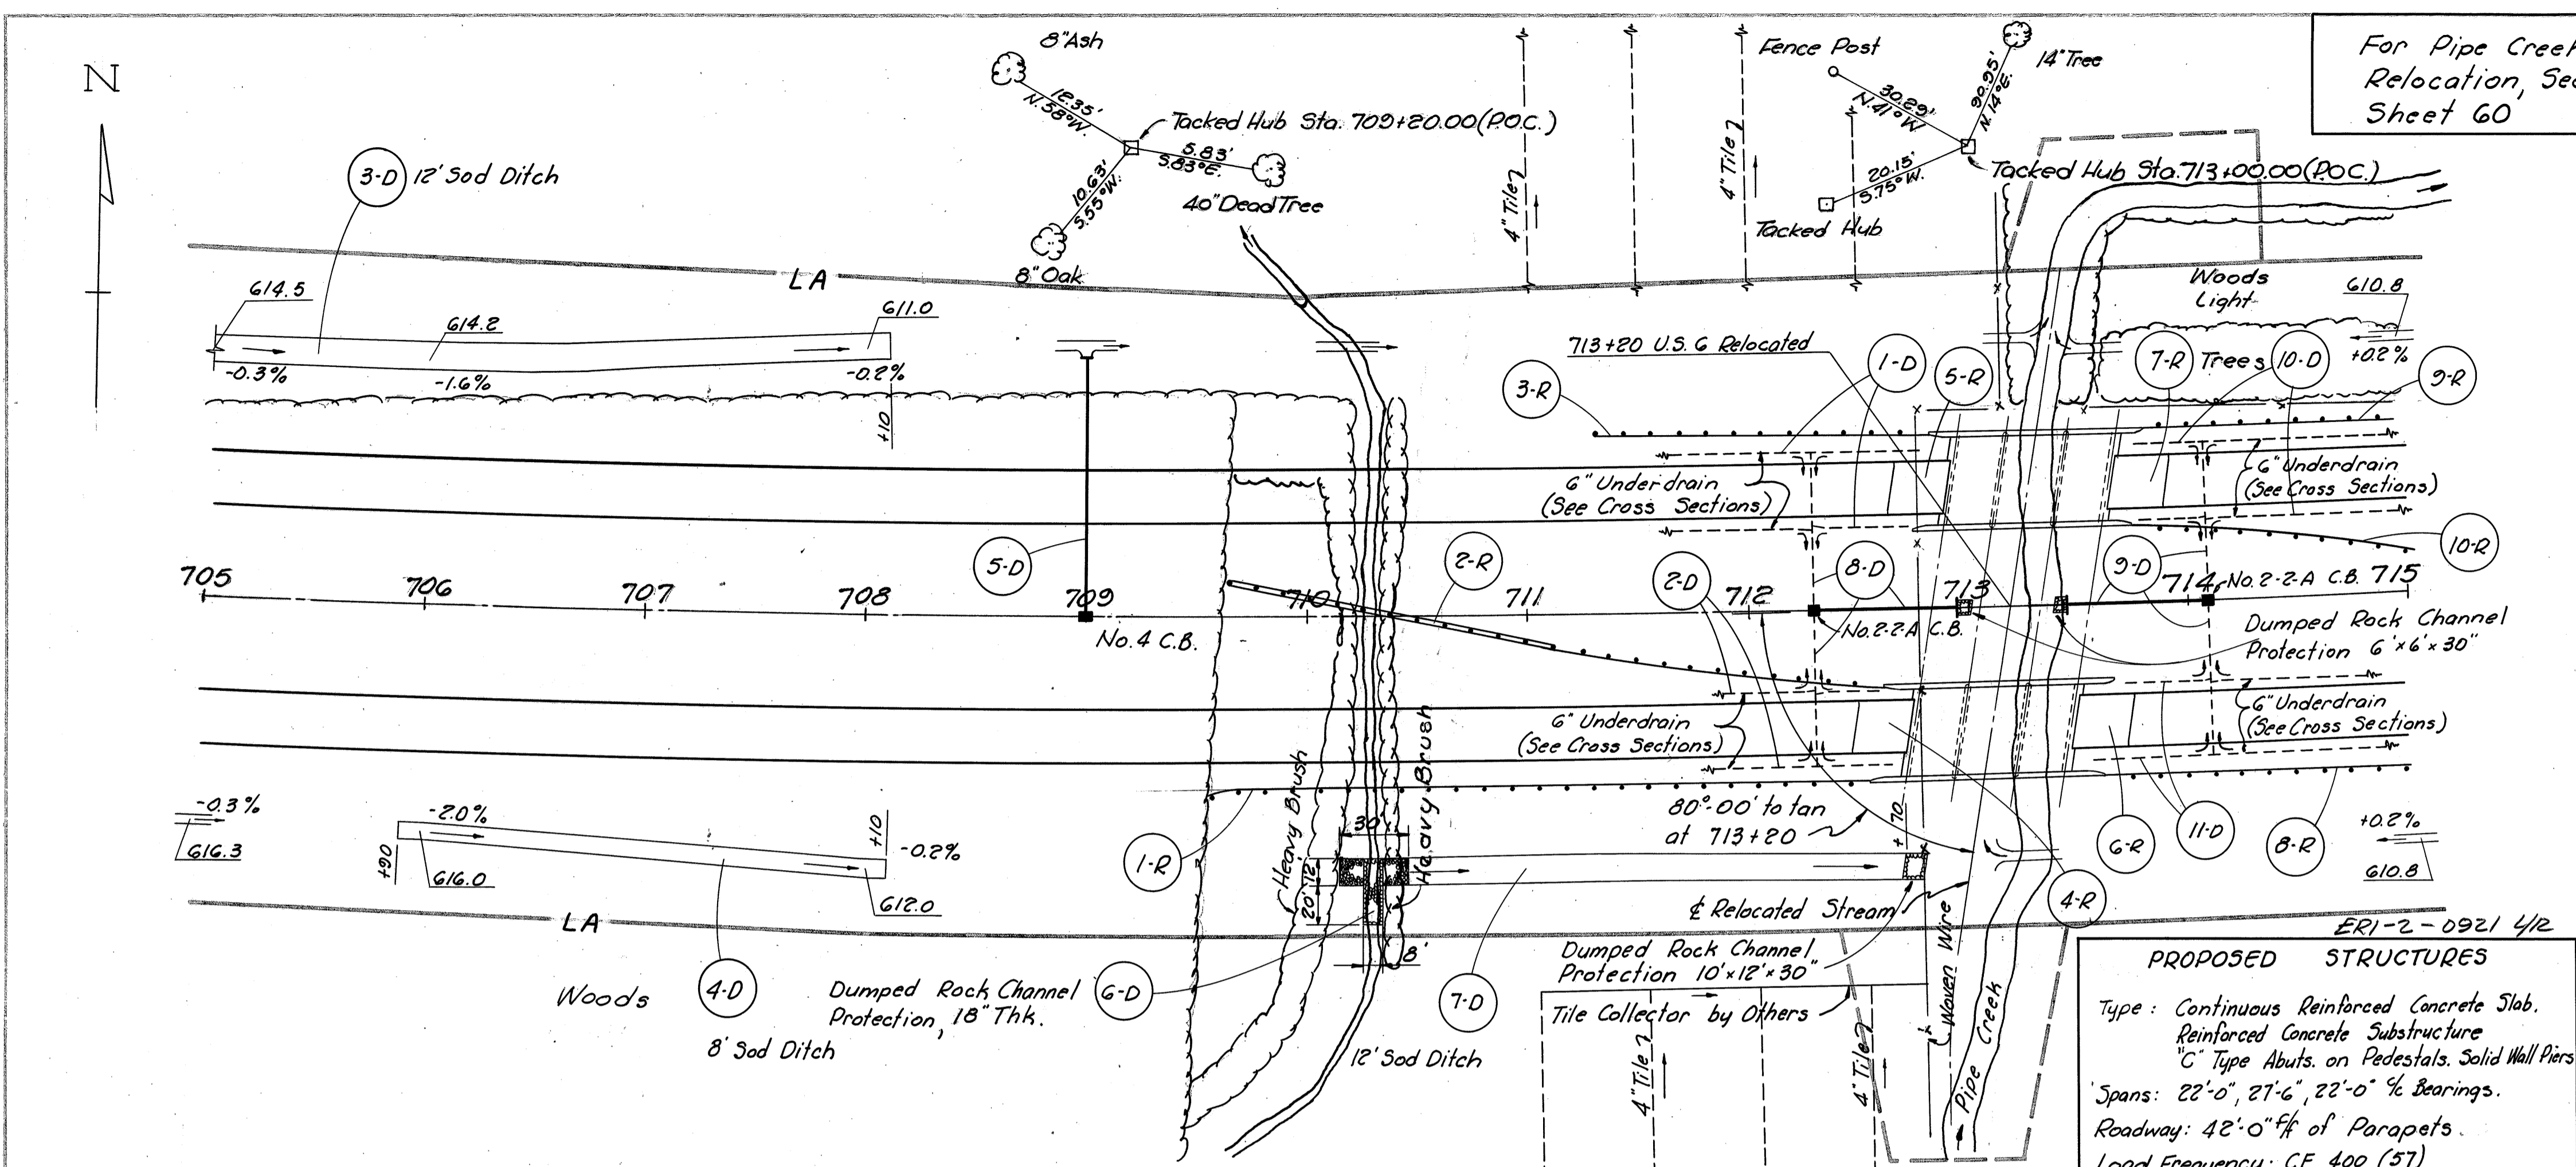 N
8"Ash
12.35'
N.58°W.
Tacked Hub Sta. 709+20.00(P.O.C.)
5.83'
S.83°E.
10.63'
S.55°W.
40"Dead Tree
8"Oak
Fence Post
14"Tree
30.29'
N.41°W
90.95'
N.14°E.
Tacked Hub Sta.713+00.00(P.O.C.)
20.15'
S.75°W.
Tacked Hub
4"Tile
4"Tile
For Pipe Creek
Relocation, See
Sheet 60
3-D 12' Sod Ditch
LA
614.5
614.2
611.0
-0.3%
-1.6%
-0.2%
+10
Woods
Light
610.8
+0.2%
713+20 U.S. 6 Relocated
1-D
5-R
7-R Trees 10-D
9-R
3-R
6" Underdrain
(See Cross Sections)
6" Underdrain
(See Cross Sections)
10-R
5-D
2-R
2-D
8-D
9-D
705
706
707
708
709
710
711
712
713
714
715
No.4 C.B.
No.2-2-A C.B.
No.2-2-A C.B.
Dumped Rock Channel
Protection 6'x6'x30"
6" Underdrain
(See Cross Sections)
6" Underdrain
(See Cross Sections)
Heavy Brush
Heavy Brush
-0.3%
616.3
-2.0%
+90
616.0
+10
-0.2%
612.0
1-R
30'
12'
20'
8'
80°-00' to tan
at 713+20
+70
6-R
11-D
8-R
+0.2%
610.8
4-R
LA
℄ Relocated Stream
Woods
4-D
8' Sod Ditch
Dumped Rock Channel
Protection, 18" Thk.
6-D
7-D
12' Sod Ditch
Dumped Rock Channel
Protection 10'x12'x30"
Tile Collector by Others
4"Tile
4"Tile
Woven Wire
Pipe Creek
ERI-2-0921 L/R
PROPOSED STRUCTURES
Type: Continuous Reinforced Concrete Slab.
Reinforced Concrete Substructure
"C" Type Abuts. on Pedestals. Solid Wall Piers
Spans: 22'-0", 27'-6", 22'-0" c/c Bearings.
Roadway: 42'-0" f/f of Parapets.
Load Frequency: CF 400 (57)